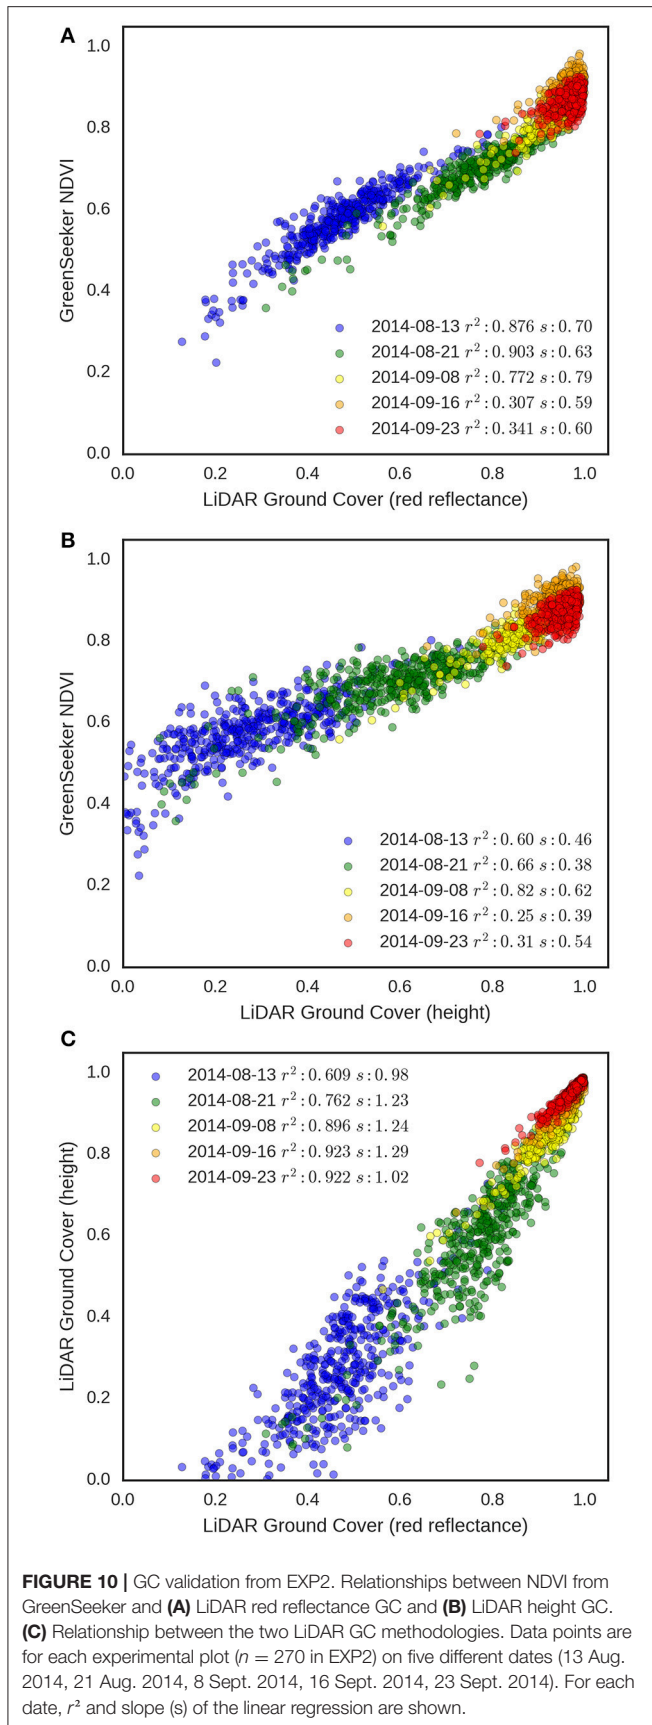 A
1.0
0.8
0.6
0.4
0.2
0.0
GreenSeeker NDVI
2014-08-13 r² : 0.876 s : 0.70
2014-08-21 r² : 0.903 s : 0.63
2014-09-08 r² : 0.772 s : 0.79
2014-09-16 r² : 0.307 s : 0.59
2014-09-23 r² : 0.341 s : 0.60
0.0 0.2 0.4 0.6 0.8 1.0
LiDAR Ground Cover (red reflectance)
B
1.0
0.8
0.6
0.4
0.2
0.0
GreenSeeker NDVI
2014-08-13 r² : 0.60 s : 0.46
2014-08-21 r² : 0.66 s : 0.38
2014-09-08 r² : 0.82 s : 0.62
2014-09-16 r² : 0.25 s : 0.39
2014-09-23 r² : 0.31 s : 0.54
0.0 0.2 0.4 0.6 0.8 1.0
LiDAR Ground Cover (height)
C
1.0
0.8
0.6
0.4
0.2
0.0
LiDAR Ground Cover (height)
2014-08-13 r² : 0.609 s : 0.98
2014-08-21 r² : 0.762 s : 1.23
2014-09-08 r² : 0.896 s : 1.24
2014-09-16 r² : 0.923 s : 1.29
2014-09-23 r² : 0.922 s : 1.02
0.0 0.2 0.4 0.6 0.8 1.0
LiDAR Ground Cover (red reflectance)
FIGURE 10 | GC validation from EXP2. Relationships between NDVI from
GreenSeeker and (A) LiDAR red reflectance GC and (B) LiDAR height GC.
(C) Relationship between the two LiDAR GC methodologies. Data points are
for each experimental plot (n = 270 in EXP2) on five different dates (13 Aug.
2014, 21 Aug. 2014, 8 Sept. 2014, 16 Sept. 2014, 23 Sept. 2014). For each
date, r² and slope (s) of the linear regression are shown.